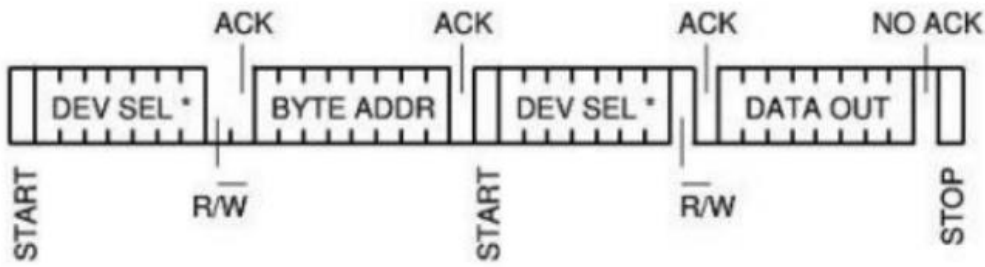 ACK ACK ACK NO ACK
DEV SEL * BYTE ADDR DEV SEL * DATA OUT
START R/W̅ START R̅/W STOP